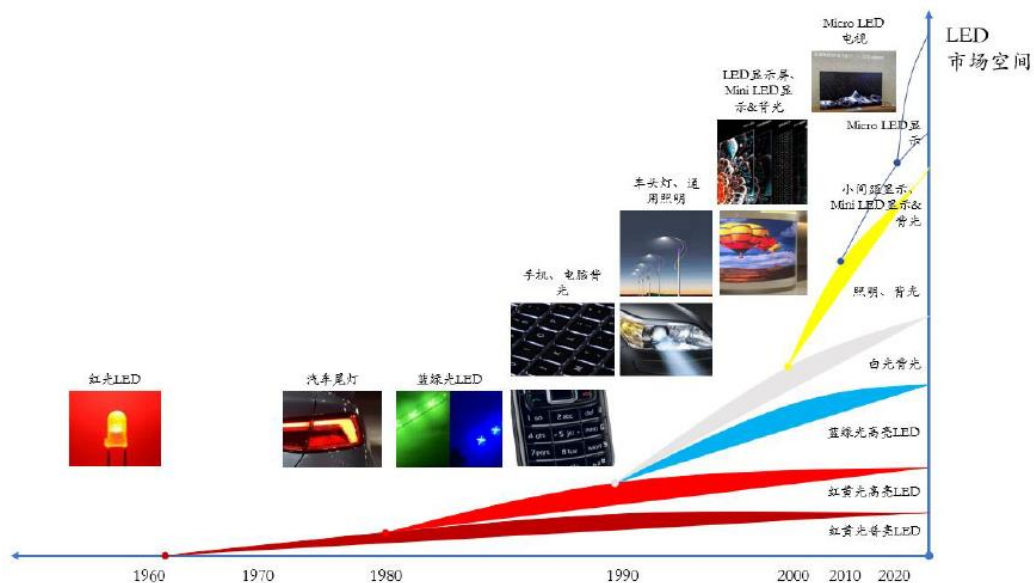 Micro LED
电视
LED
市场空间
LED显示屏、
Mini LED显
示&背光
Micro LED显
示
车头灯、通
用照明
小间距显示、
Mini LED显示&
背光
手机、电脑背
光
照明、背光
白光背光
红光LED
汽车尾灯
蓝绿光LED
蓝绿光高亮LED
红黄光高亮LED
红黄光普亮LED
1960
1970
1980
1990
2000
2010
2020